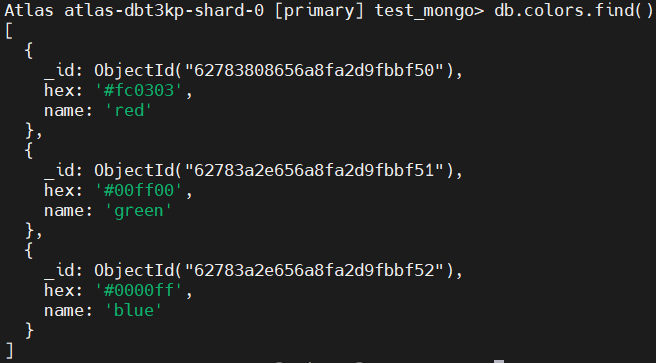 Atlas atlas-dbt3kp-shard-0 [primary] test_mongo> db.colors.find()
[
  {
    _id: ObjectId("62783808656a8fa2d9fbbf50"),
    hex: '#fc0303',
    name: 'red'
  },
  {
    _id: ObjectId("62783a2e656a8fa2d9fbbf51"),
    hex: '#00ff00',
    name: 'green'
  },
  {
    _id: ObjectId("62783a2e656a8fa2d9fbbf52"),
    hex: '#0000ff',
    name: 'blue'
  }
]